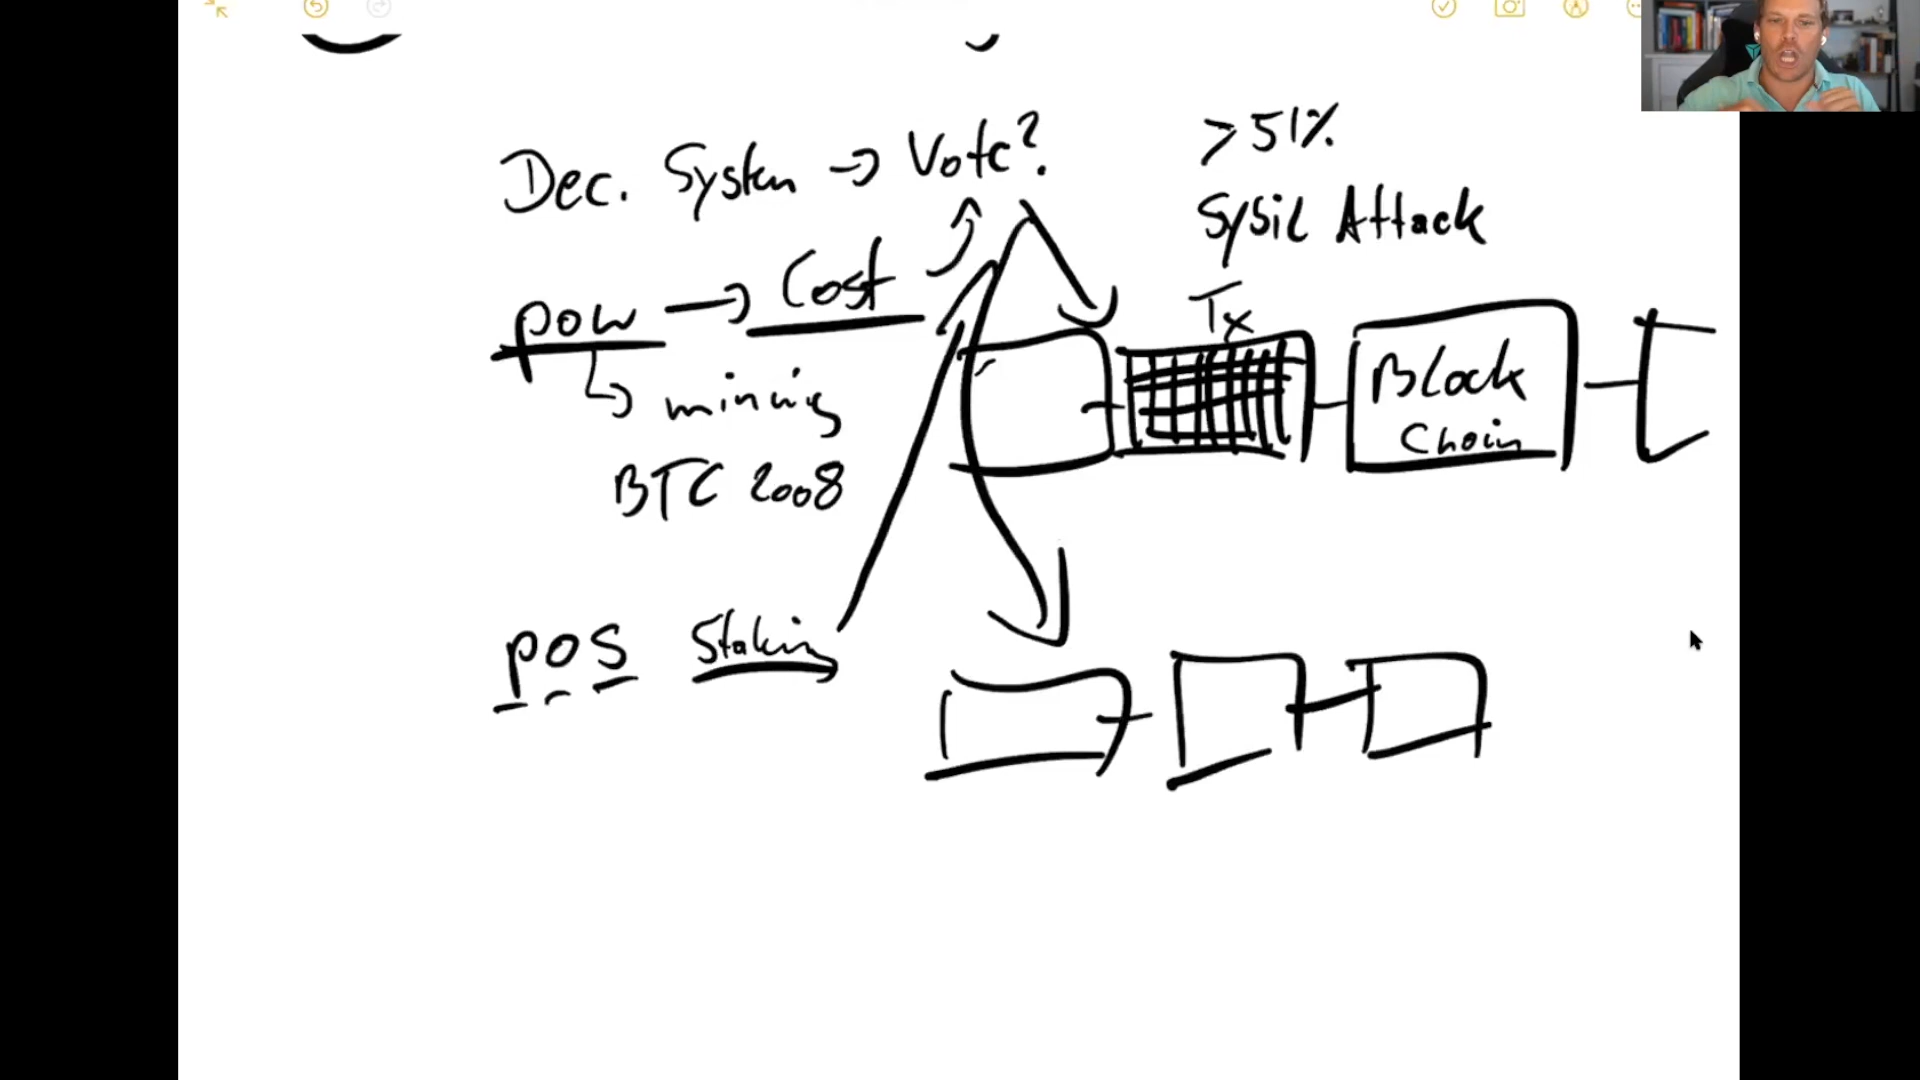 Dec. System → Vote?
>51%
Sysil Attack
pow → Cost
Tx
mining
Block
Chain
BTC 2008
pos Staking